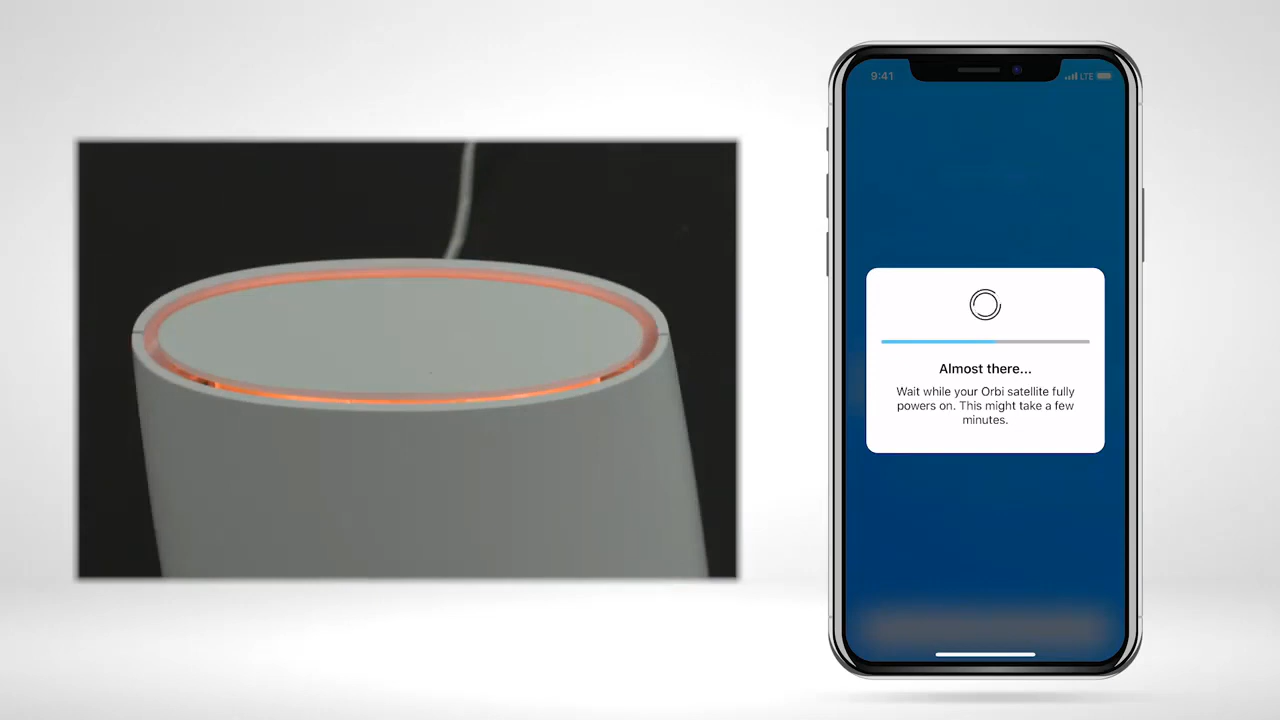 9:41
LTE
Almost there...
Wait while your Orbi satellite fully
powers on. This might take a few
minutes.